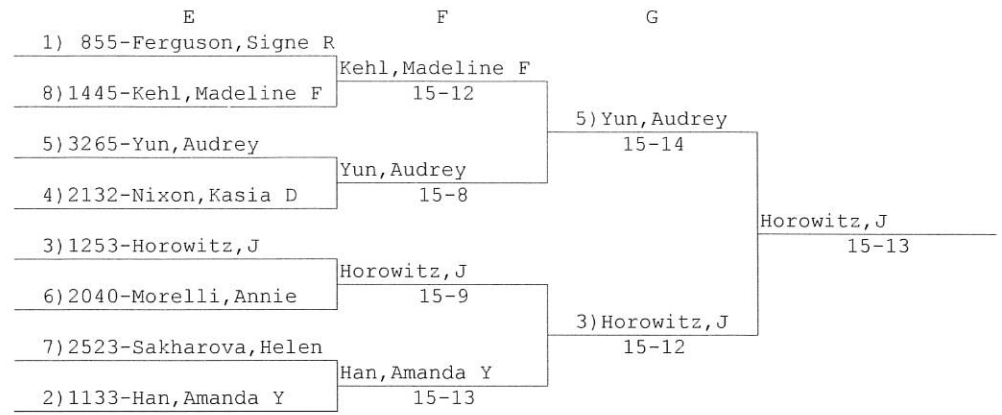 E F G
1) 855-Ferguson,Signe R
Kehl,Madeline F
8)1445-Kehl,Madeline F
15-12
5)Yun,Audrey
5)3265-Yun,Audrey
15-14
Yun,Audrey
4)2132-Nixon,Kasia D
15-8
Horowitz,J
3)1253-Horowitz,J
15-13
Horowitz,J
6)2040-Morelli,Annie
15-9
3)Horowitz,J
7)2523-Sakharova,Helen
15-12
Han,Amanda Y
2)1133-Han,Amanda Y
15-13